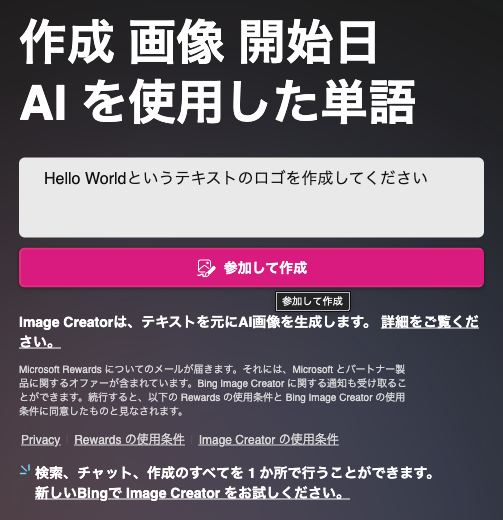 作成 画像 開始日
AI を使用した単語
Hello Worldというテキストのロゴを作成してください
参加して作成
参加して作成
Image Creatorは、テキストを元にAI画像を生成します。 詳細をご覧くだ
さい。
Microsoft Rewards についてのメールが届きます。それには、Microsoft とパートナー製
品に関するオファーが含まれています。Bing Image Creator に関する通知も受け取るこ
とができます。続行すると、以下の Rewards の使用条件と Bing Image Creator の使用
条件に同意したものと見なされます。
Privacy Rewards の使用条件 Image Creator の使用条件
検索、チャット、作成のすべてを 1 か所で行うことができます。
新しいBingで Image Creator をお試しください。